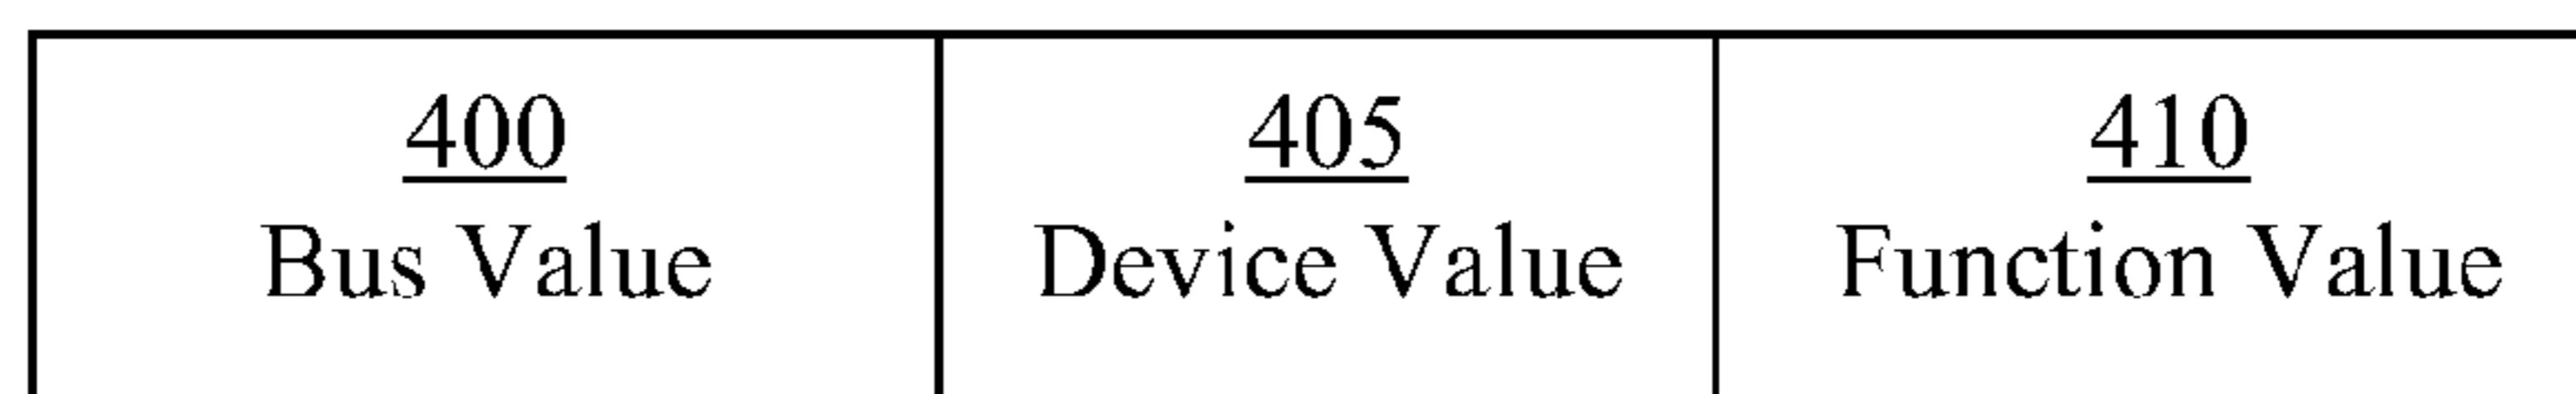 400 405 410
Bus Value Device Value Function Value